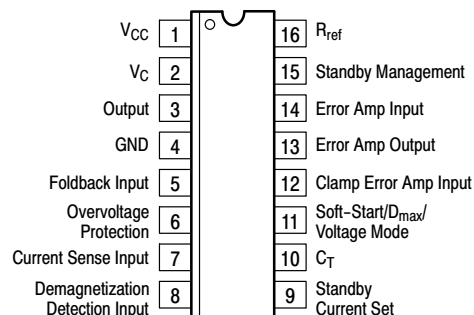 V_CC 1
V_C 2
Output 3
GND 4
Foldback Input 5
Overvoltage
Protection 6
Current Sense Input 7
Demagnetization
Detection Input 8
16 R_ref
15 Standby Management
14 Error Amp Input
13 Error Amp Output
12 Clamp Error Amp Input
11 Soft-Start/D_max/
Voltage Mode
10 C_T
9 Standby
Current Set